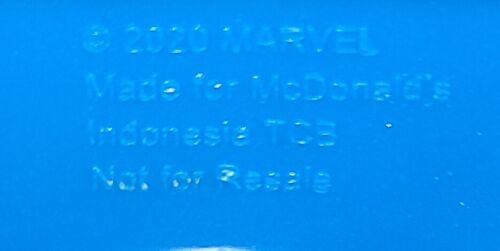 © 2020 MARVEL
Made for McDonald's
Indonesia TCB
Not for Resale